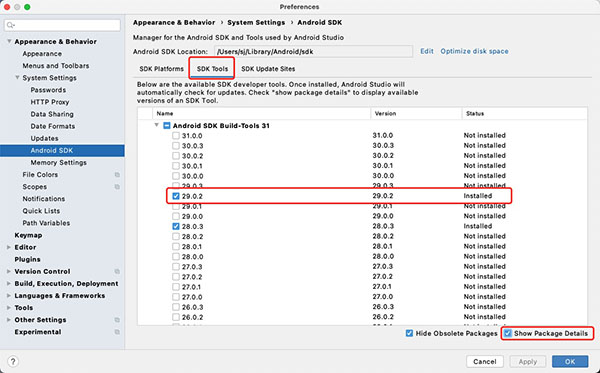 Preferences
Appearance & Behavior
Appearance
Menus and Toolbars
System Settings
Passwords
HTTP Proxy
Data Sharing
Date Formats
Updates
Android SDK
Memory Settings
File Colors
Scopes
Notifications
Quick Lists
Path Variables
Keymap
Editor
Plugins
Version Control
Build, Execution, Deployment
Languages & Frameworks
Tools
Other Settings
Experimental
Appearance & Behavior › System Settings › Android SDK
Manager for the Android SDK and Tools used by Android Studio
Android SDK Location: /Users/sj/Library/Android/sdk Edit Optimize disk space
SDK Platforms SDK Tools SDK Update Sites
Below are the available SDK developer tools. Once installed, Android Studio will
automatically check for updates. Check "show package details" to display available
versions of an SDK Tool.
Name Version Status
Android SDK Build-Tools 31
31.0.0 31.0.0 Not installed
30.0.3 30.0.3 Not installed
30.0.2 30.0.2 Not installed
30.0.1 30.0.1 Not installed
30.0.0 30.0.0 Not installed
29.0.3 29.0.3 Not installed
29.0.2 29.0.2 Installed
29.0.1 29.0.1 Not installed
29.0.0 29.0.0 Not installed
28.0.3 28.0.3 Installed
28.0.2 28.0.2 Not installed
28.0.1 28.0.1 Not installed
28.0.0 28.0.0 Not installed
27.0.3 27.0.3 Not installed
27.0.2 27.0.2 Not installed
27.0.1 27.0.1 Not installed
27.0.0 27.0.0 Not installed
26.0.3 26.0.3 Not installed
26.0.2 26.0.2 Not installed
Hide Obsolete Packages Show Package Details
? Cancel Apply OK